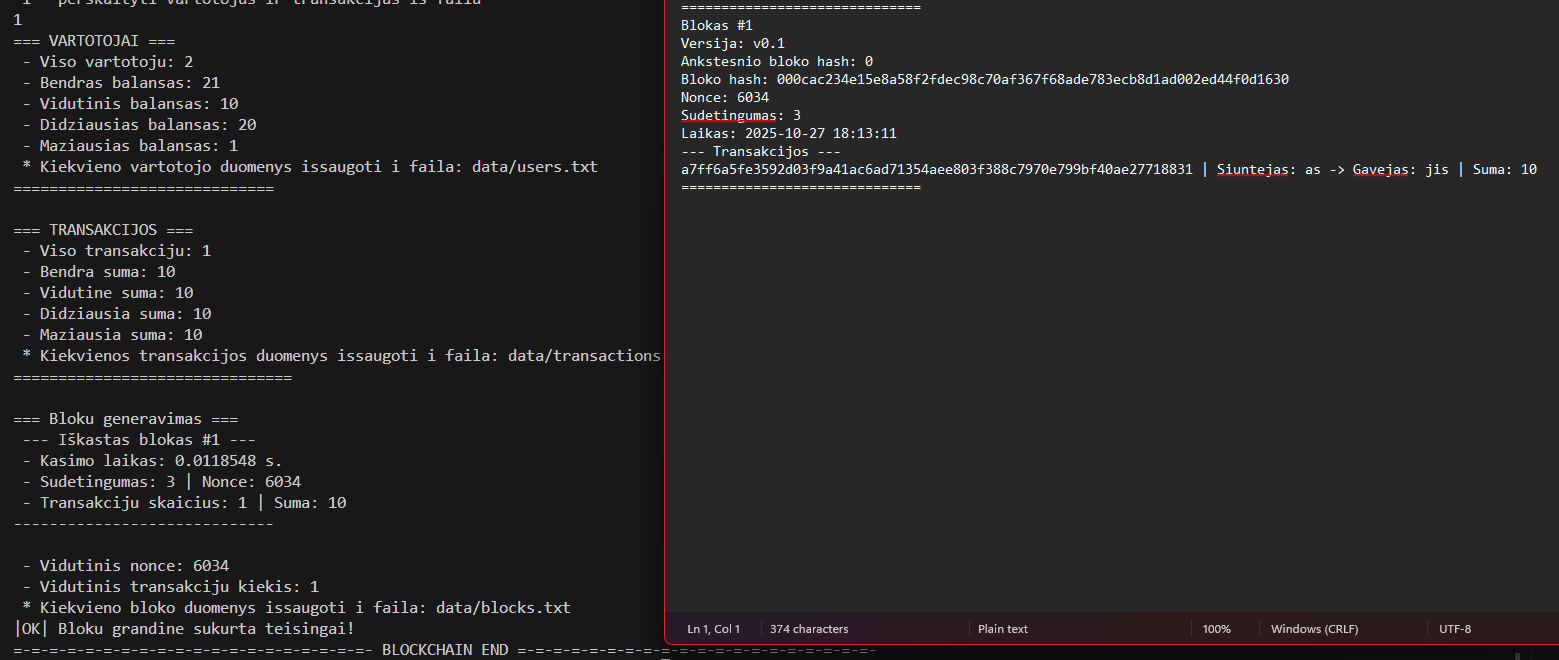 1 - perskaityti vartotojus ir transakcijas is failu
1
=== VARTOTOJAI ===
- Viso vartotoju: 2
- Bendras balansas: 21
- Vidutinis balansas: 10
- Didziausias balansas: 20
- Maziausias balansas: 1
* Kiekvieno vartotojo duomenys issaugoti i faila: data/users.txt
=============================
=== TRANSAKCIJOS ===
- Viso transakciju: 1
- Bendra suma: 10
- Vidutine suma: 10
- Didziausia suma: 10
- Maziausia suma: 10
* Kiekvienos transakcijos duomenys issaugoti i faila: data/transactions
===============================
=== Bloku generavimas ===
--- Iškastas blokas #1 ---
- Kasimo laikas: 0.0118548 s.
- Sudetingumas: 3 | Nonce: 6034
- Transakciju skaicius: 1 | Suma: 10
-----------------------------
- Vidutinis nonce: 6034
- Vidutinis transakciju kiekis: 1
* Kiekvieno bloko duomenys issaugoti i faila: data/blocks.txt
|OK| Bloku grandine sukurta teisingai!
=-=-=-=-=-=-=-=-=-=-=-=-=-=-=-=-=-=-=-=- BLOCKCHAIN END =-=-=-=-=-=-=-=-=-=-=-=-=-=-=-=-=-=-=-=-
==============================
Blokas #1
Versija: v0.1
Ankstesnio bloko hash: 0
Bloko hash: 000cac234e15e8a58f2fdec98c70af367f68ade783ecb8d1ad002ed44f0d1630
Nonce: 6034
Sudetingumas: 3
Laikas: 2025-10-27 18:13:11
--- Transakcijos ---
a7ff6a5fe3592d03f9a41ac6ad71354aee803f388c7970e799bf40ae27718831 | Siuntejas: as -> Gavejas: jis | Suma: 10
==============================
Ln 1, Col 1 374 characters Plain text 100% Windows (CRLF) UTF-8